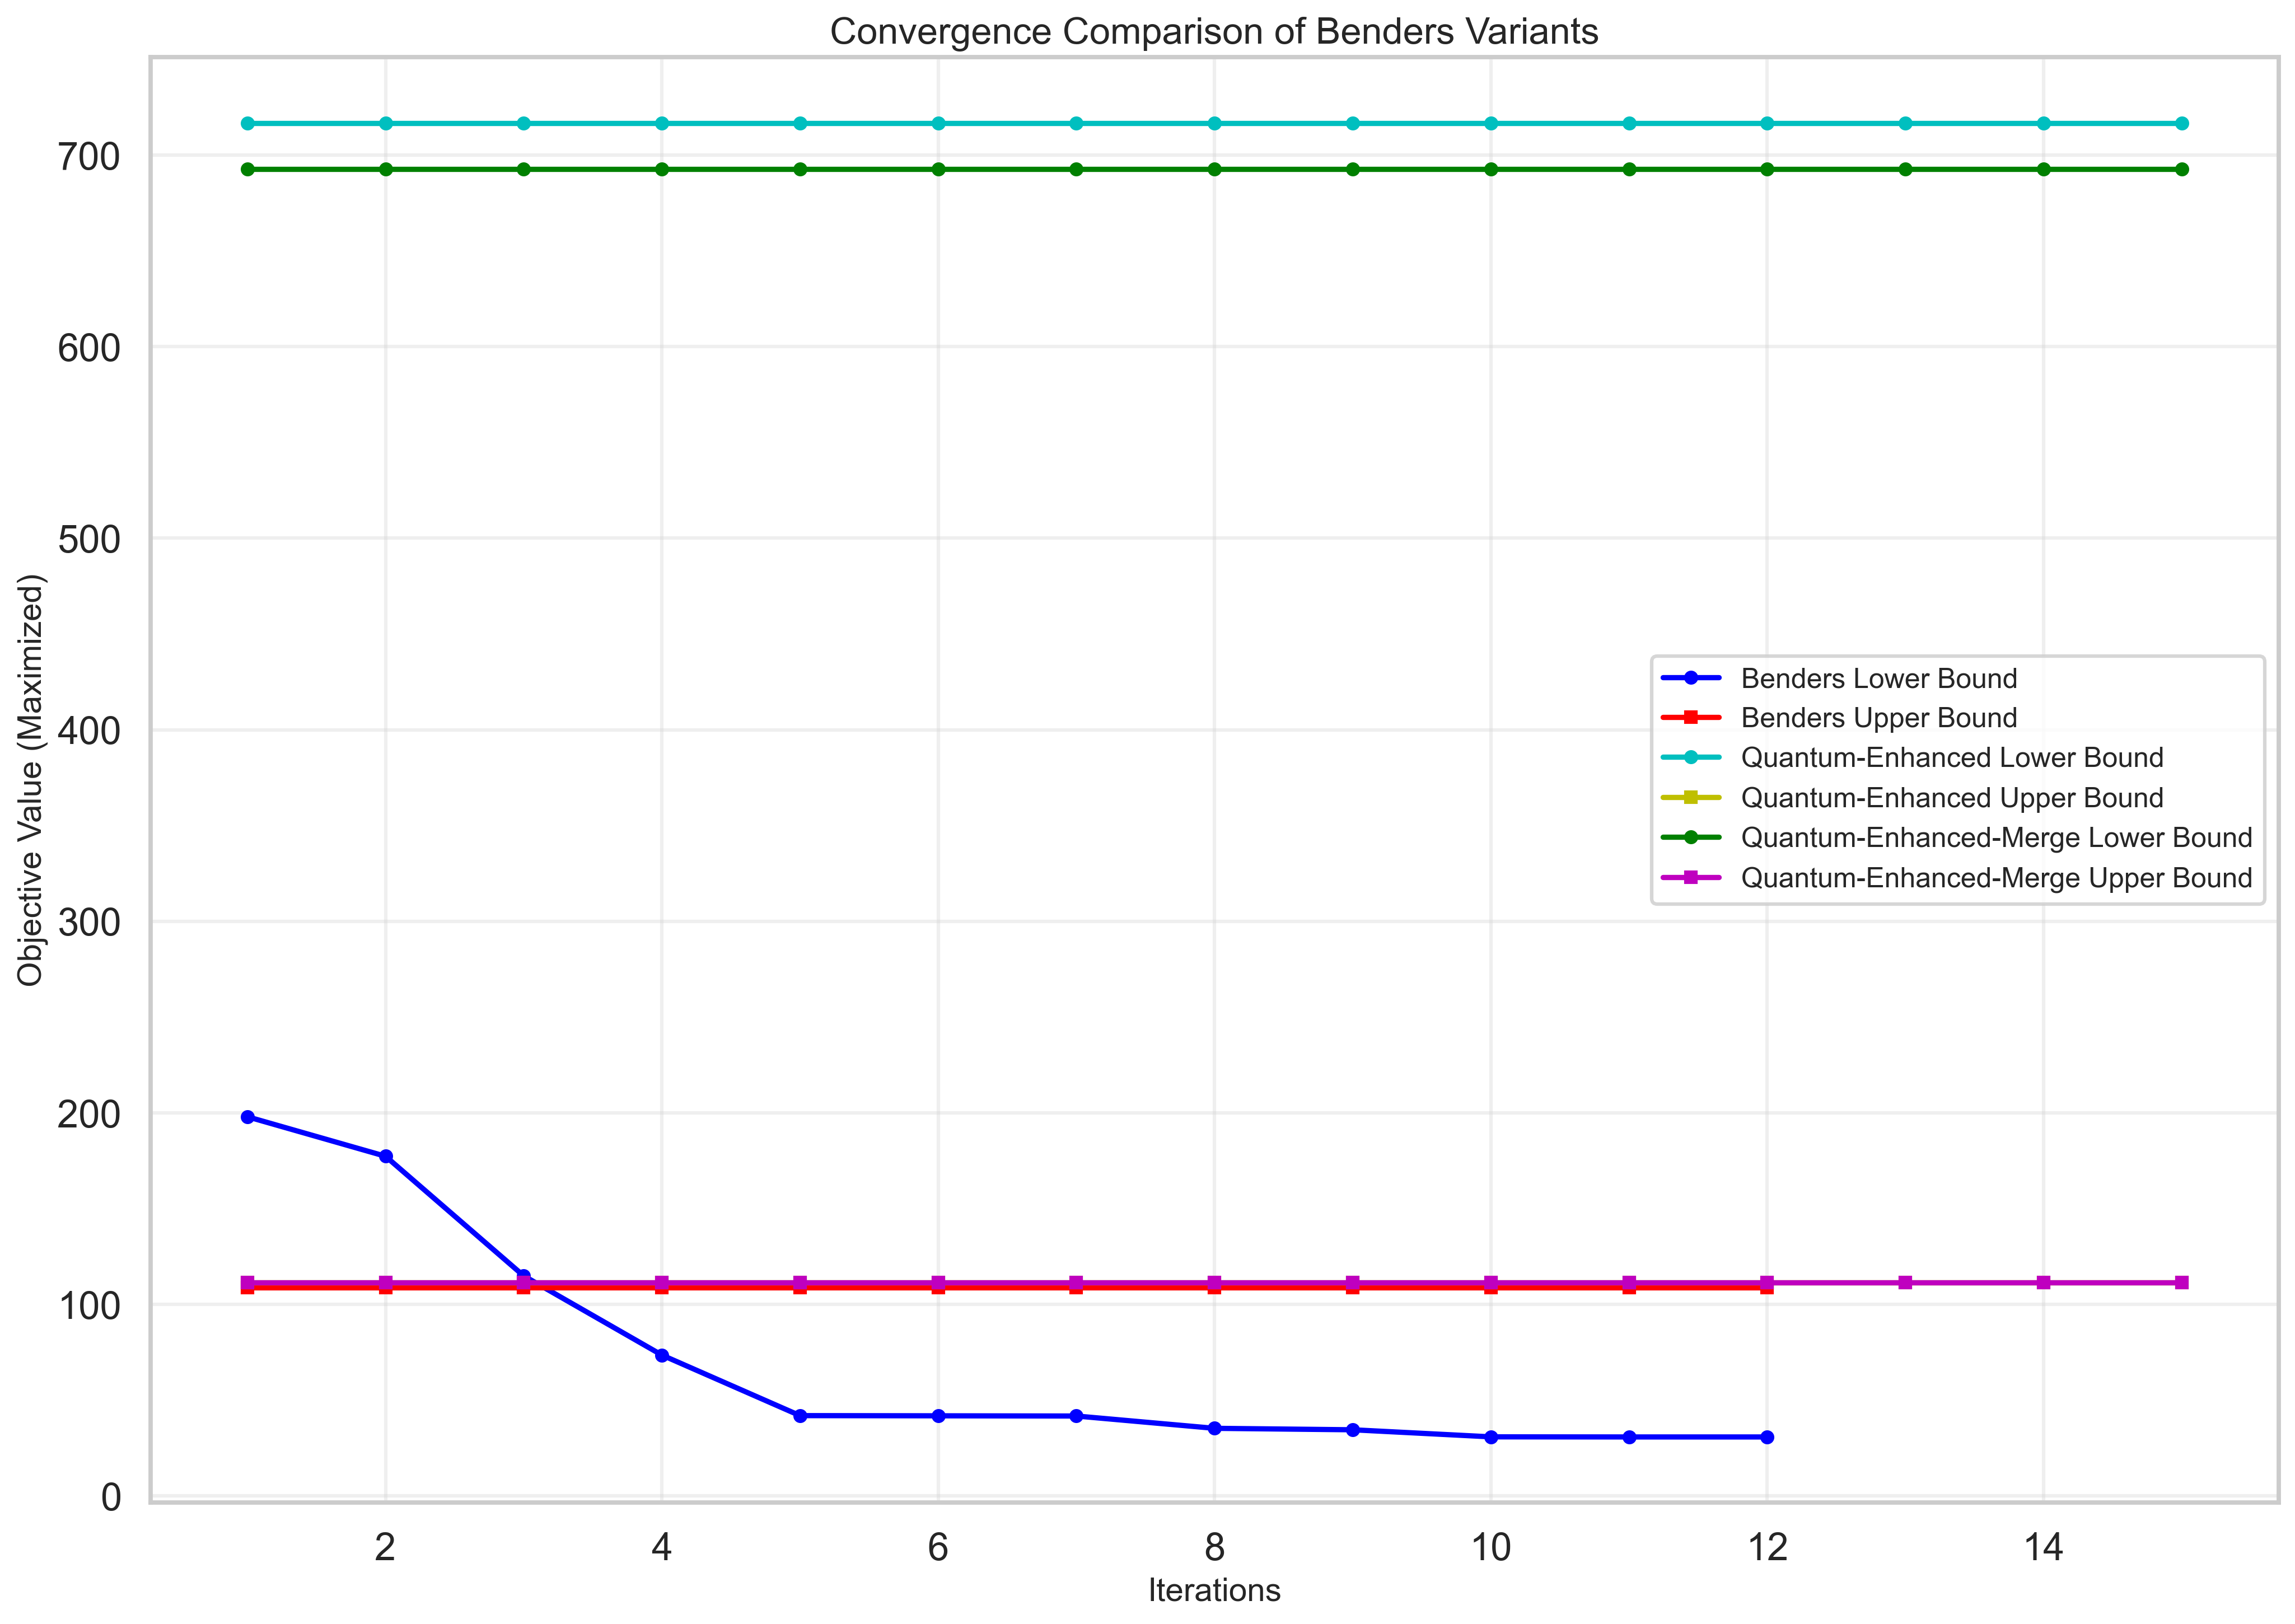 Convergence Comparison of Benders Variants
Objective Value (Maximized)
700
600
500
400
300
200
100
0
Benders Lower Bound
Benders Upper Bound
Quantum-Enhanced Lower Bound
Quantum-Enhanced Upper Bound
Quantum-Enhanced-Merge Lower Bound
Quantum-Enhanced-Merge Upper Bound
2 4 6 8 10 12 14
Iterations